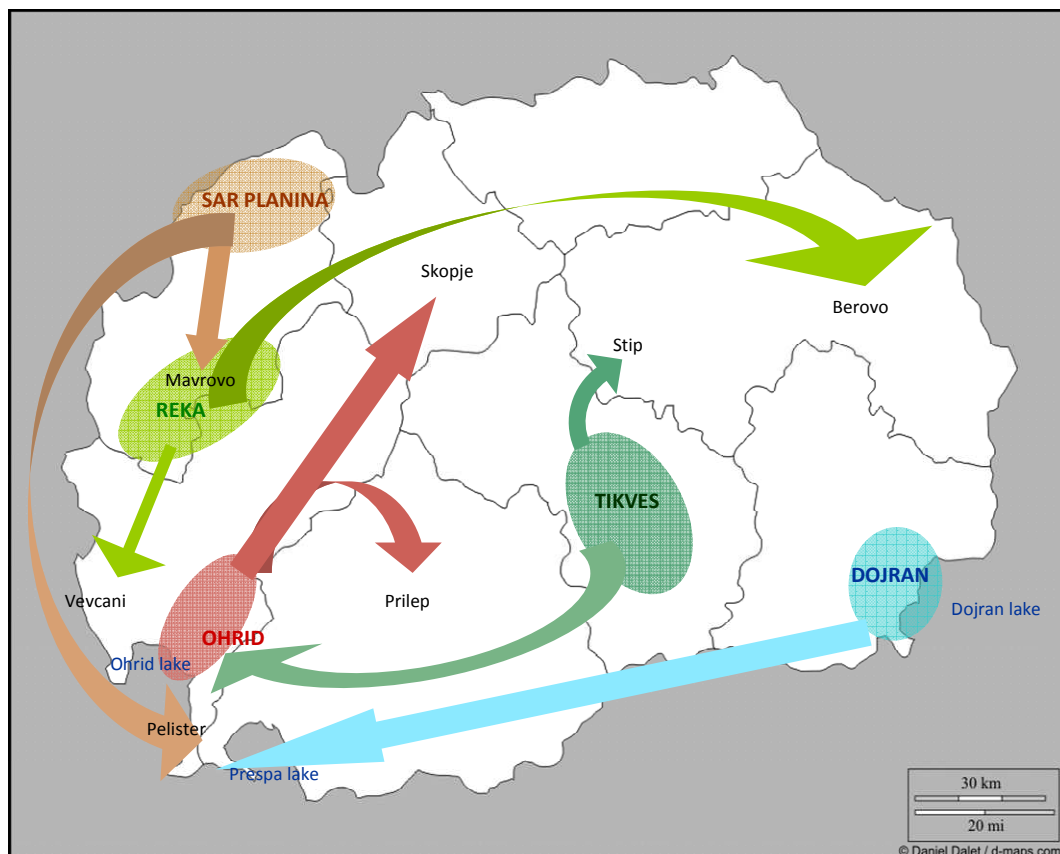 SAR PLANINA
Skopje
Berovo
Stip
Mavrovo
REKA
TIKVES
DOJRAN
Dojran lake
Vevcani
Prilep
OHRID
Ohrid lake
Pelister
Prespa lake
30 km
20 mi
© Daniel Dalet / d-maps.com